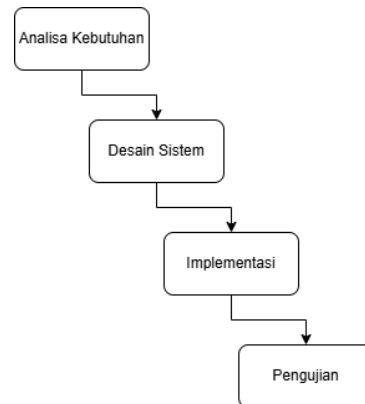 Analisa Kebutuhan
Desain Sistem
Implementasi
Pengujian